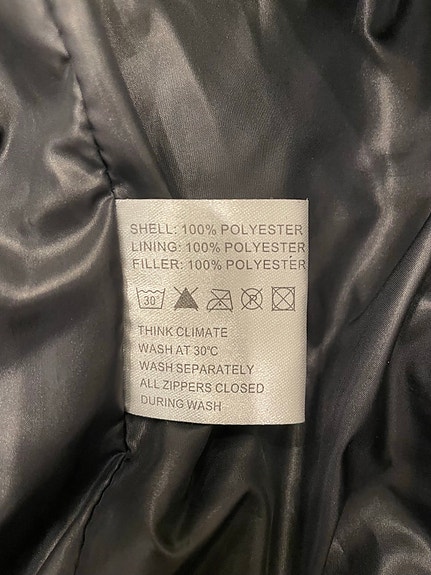 SHELL: 100% POLYESTER
LINING: 100% POLYESTER
FILLER: 100% POLYESTER
30°
THINK CLIMATE
WASH AT 30°C
WASH SEPARATELY
ALL ZIPPERS CLOSED
DURING WASH